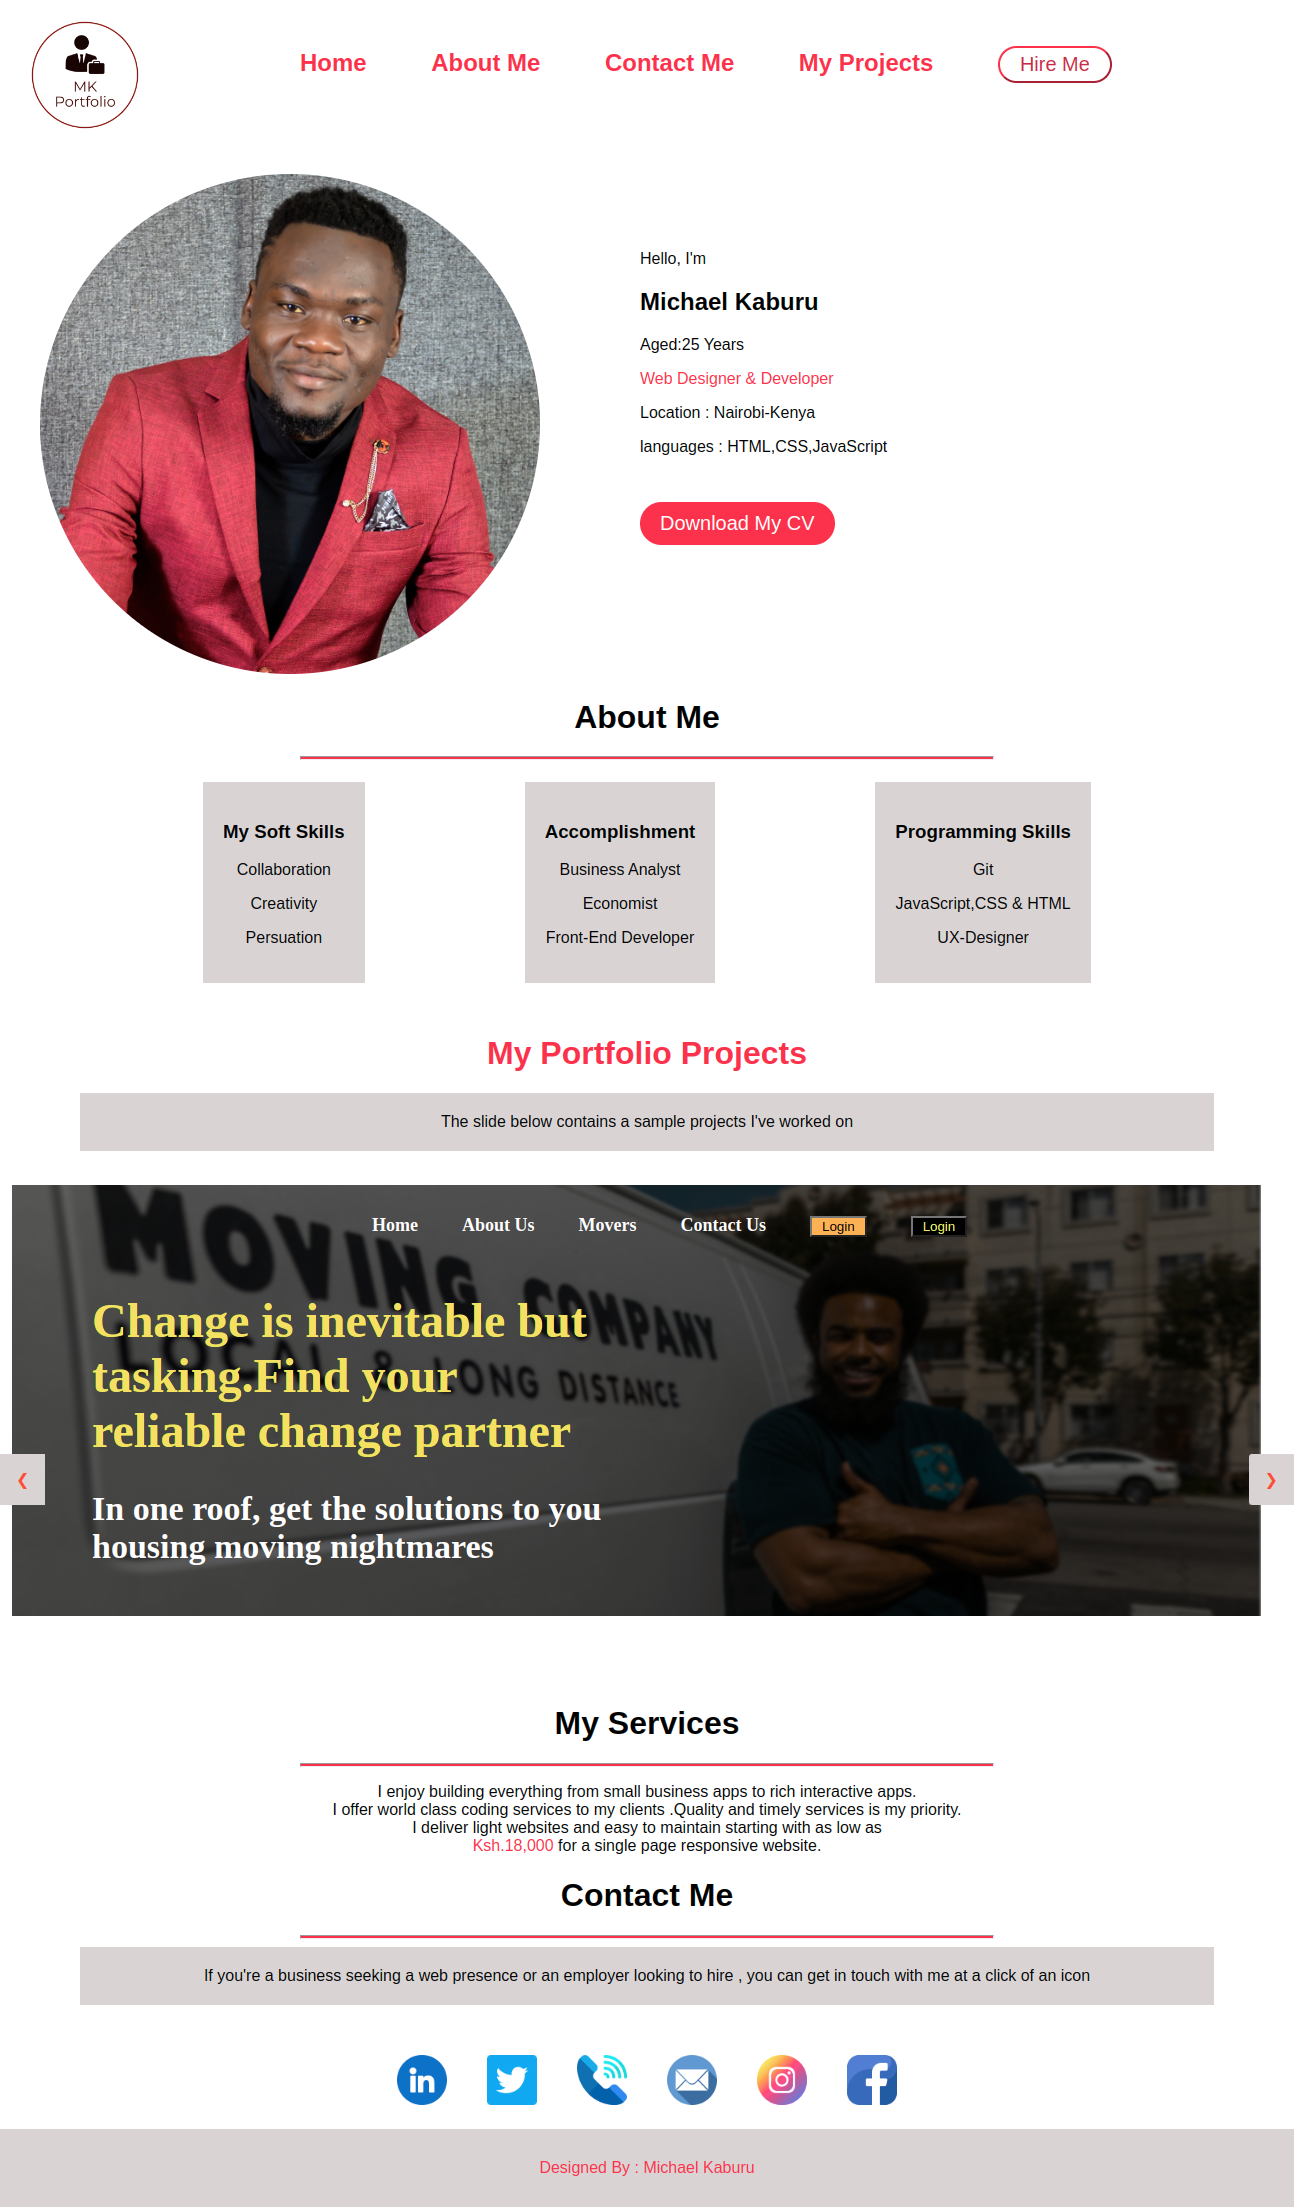 MK
Portfolio
Home About Me Contact Me My Projects Hire Me
Hello, I'm
Michael Kaburu
Aged:25 Years
Web Designer & Developer
Location : Nairobi-Kenya
languages : HTML,CSS,JavaScript
Download My CV
About Me
My Soft Skills
Collaboration
Creativity
Persuation
Accomplishment
Business Analyst
Economist
Front-End Developer
Programming Skills
Git
JavaScript,CSS & HTML
UX-Designer
My Portfolio Projects
The slide below contains a sample projects I've worked on
Home About Us Movers Contact Us Login Login
MOVING COMPANY
LOCAL & LONG DISTANCE
Change is inevitable but
tasking.Find your
reliable change partner
❮ ❯
In one roof, get the solutions to you
housing moving nightmares
My Services
I enjoy building everything from small business apps to rich interactive apps.
I offer world class coding services to my clients .Quality and timely services is my priority.
I deliver light websites and easy to maintain starting with as low as
Ksh.18,000 for a single page responsive website.
Contact Me
If you're a business seeking a web presence or an employer looking to hire , you can get in touch with me at a click of an icon
in f
Designed By : Michael Kaburu